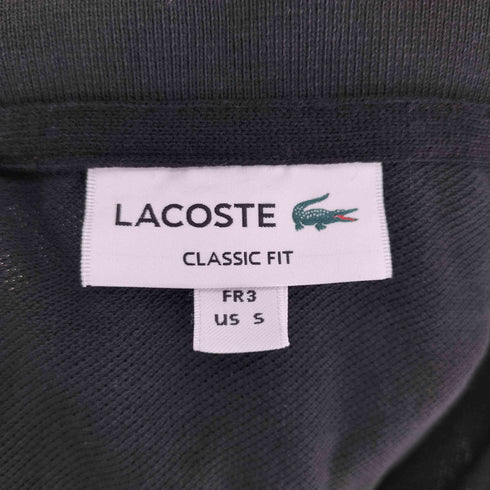 LACOSTE
CLASSIC FIT
FR3
US S